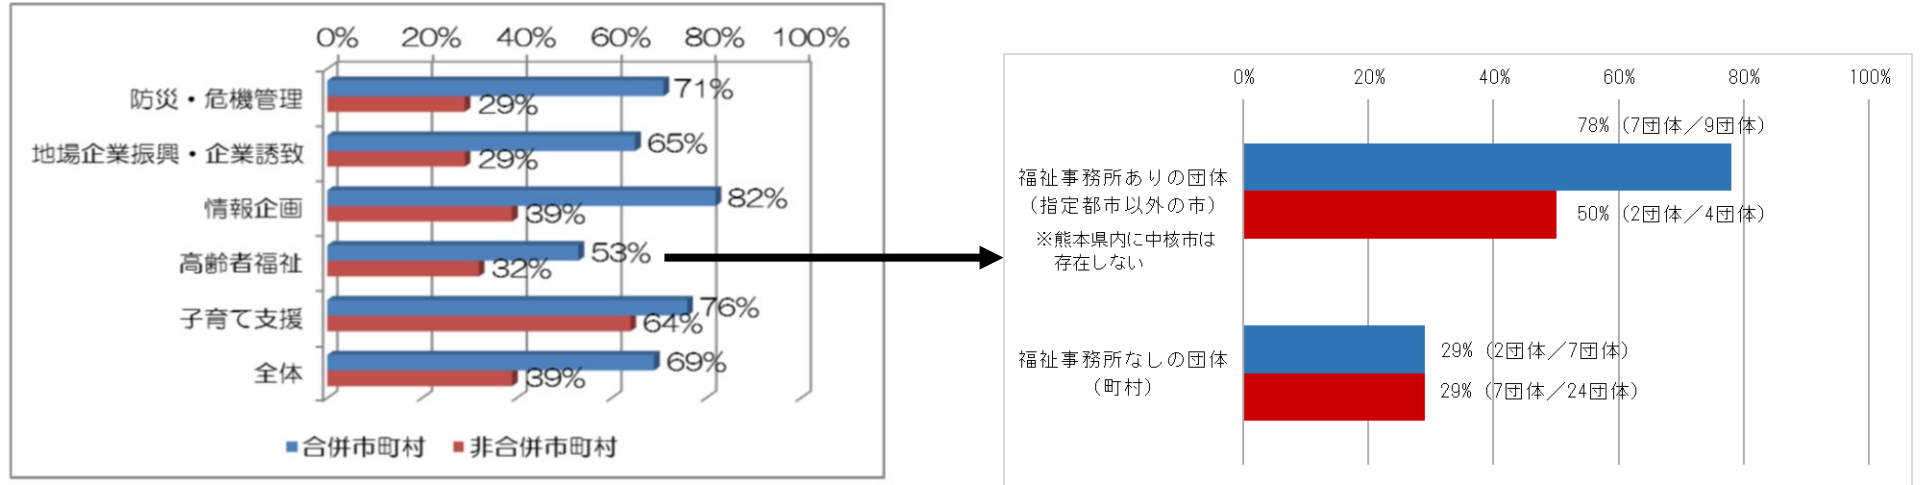 0% 20% 40% 60% 80% 100%
防災・危機管理
71%
29%
地場企業振興・企業誘致
65%
29%
情報企画
82%
39%
高齢者福祉
53%
32%
子育て支援
76%
64%
全体
69%
39%
■合併市町村 ■非合併市町村
0% 20% 40% 60% 80% 100%
78%（7団体／9団体）
福祉事務所ありの団体
（指定都市以外の市）
50%（2団体／4団体）
※熊本県内に中核市は
存在しない
29%（2団体／7団体）
福祉事務所なしの団体
（町村）
29%（7団体／24団体）